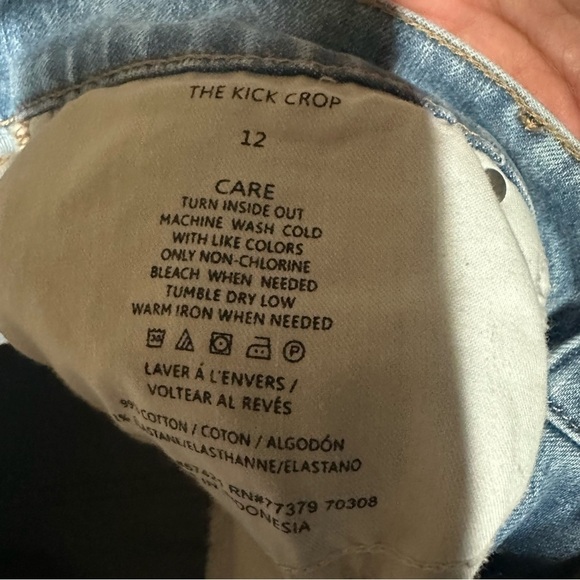 THE KICK CROP
12
CARE
TURN INSIDE OUT
MACHINE WASH COLD
WITH LIKE COLORS
ONLY NON-CHLORINE
BLEACH WHEN NEEDED
TUMBLE DRY LOW
WARM IRON WHEN NEEDED
P
LAVER Á L'ENVERS /
VOLTEAR AL REVÉS
COTTON / COTON / ALGODÓN
ELASTANE/ELASTHANNE/ELASTANO
RN#77379 70308
IN INDONESIA